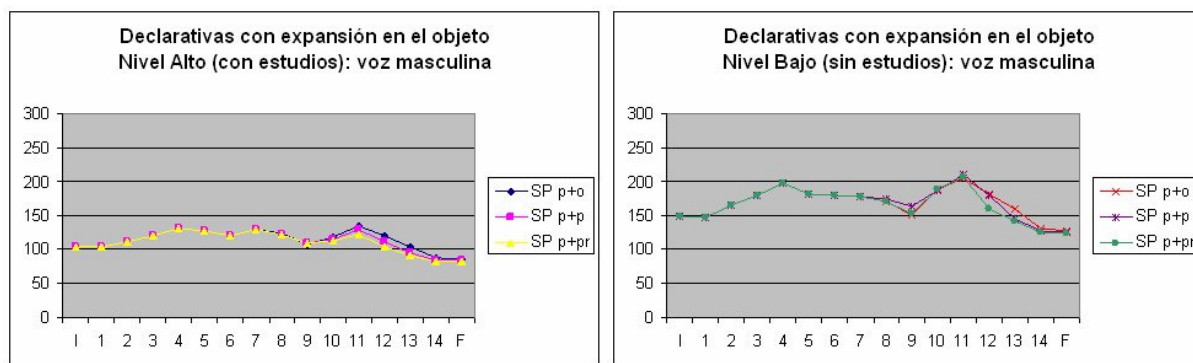 Declarativas con expansión en el objeto
Nivel Alto (con estudios): voz masculina
300
250
200
150
100
50
0
I 1 2 3 4 5 6 7 8 9 10 11 12 13 14 F
SP p+o
SP p+p
SP p+pr
Declarativas con expansión en el objeto
Nivel Bajo (sin estudios): voz masculina
300
250
200
150
100
50
0
I 1 2 3 4 5 6 7 8 9 10 11 12 13 14 F
SP p+o
SP p+p
SP p+pr